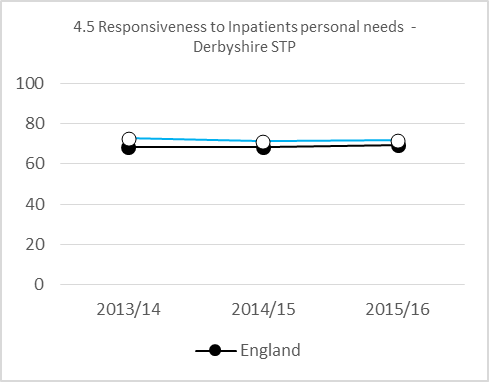 4.5 Responsiveness to Inpatients personal needs -
Derbyshire STP
100
80
60
40
20
0
2013/14 2014/15 2015/16
England